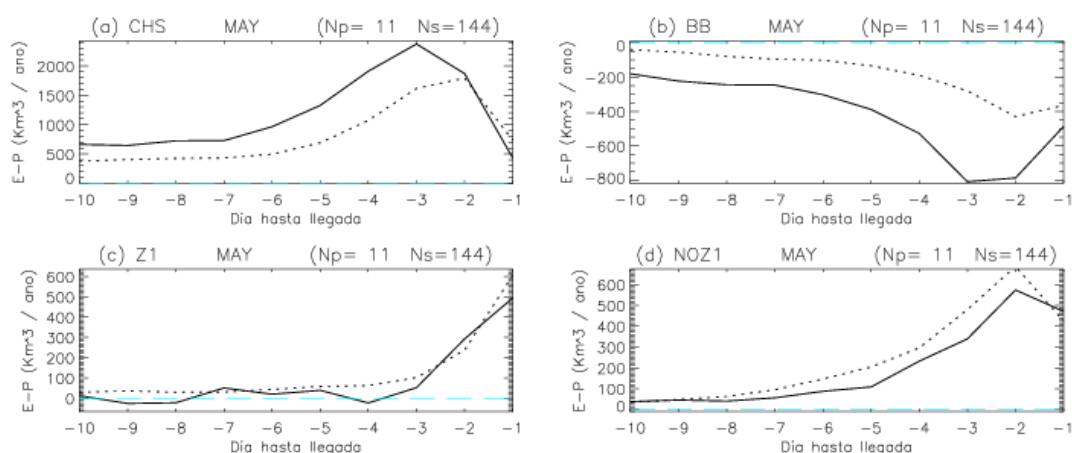 (a) CHS MAY (Np= 11 Ns=144)
E-P (Km^3 / ano)
2000
1500
1000
500
0
-10 -9 -8 -7 -6 -5 -4 -3 -2 -1
Dia hasta llegada
(b) BB MAY (Np= 11 Ns=144)
E-P (Km^3 / ano)
0
-200
-400
-600
-800
-10 -9 -8 -7 -6 -5 -4 -3 -2 -1
Dia hasta llegada
(c) Z1 MAY (Np= 11 Ns=144)
E-P (Km^3 / ano)
600
500
400
300
200
100
0
-10 -9 -8 -7 -6 -5 -4 -3 -2 -1
Dia hasta llegada
(d) NOZ1 MAY (Np= 11 Ns=144)
E-P (Km^3 / ano)
600
500
400
300
200
100
0
-10 -9 -8 -7 -6 -5 -4 -3 -2 -1
Dia hasta llegada